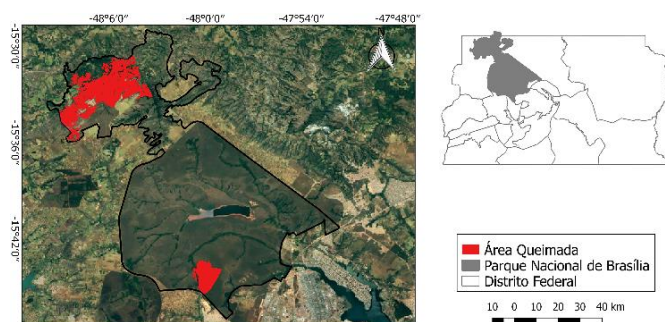 -48°6′0″ -48°0′0″ -47°54′0″ -47°48′0″
-15°30′0″
-15°36′0″
-15°42′0″
Área Queimada
Parque Nacional de Brasília
Distrito Federal
10 0 10 20 30 40 km